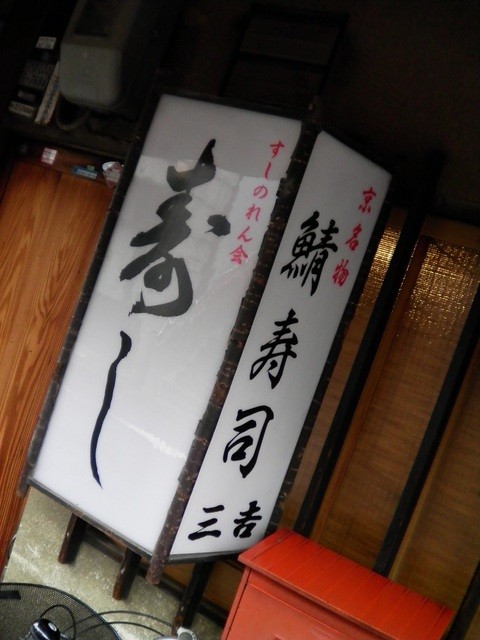 すしのれん会
寿し
京名物
鯖寿司
三吉